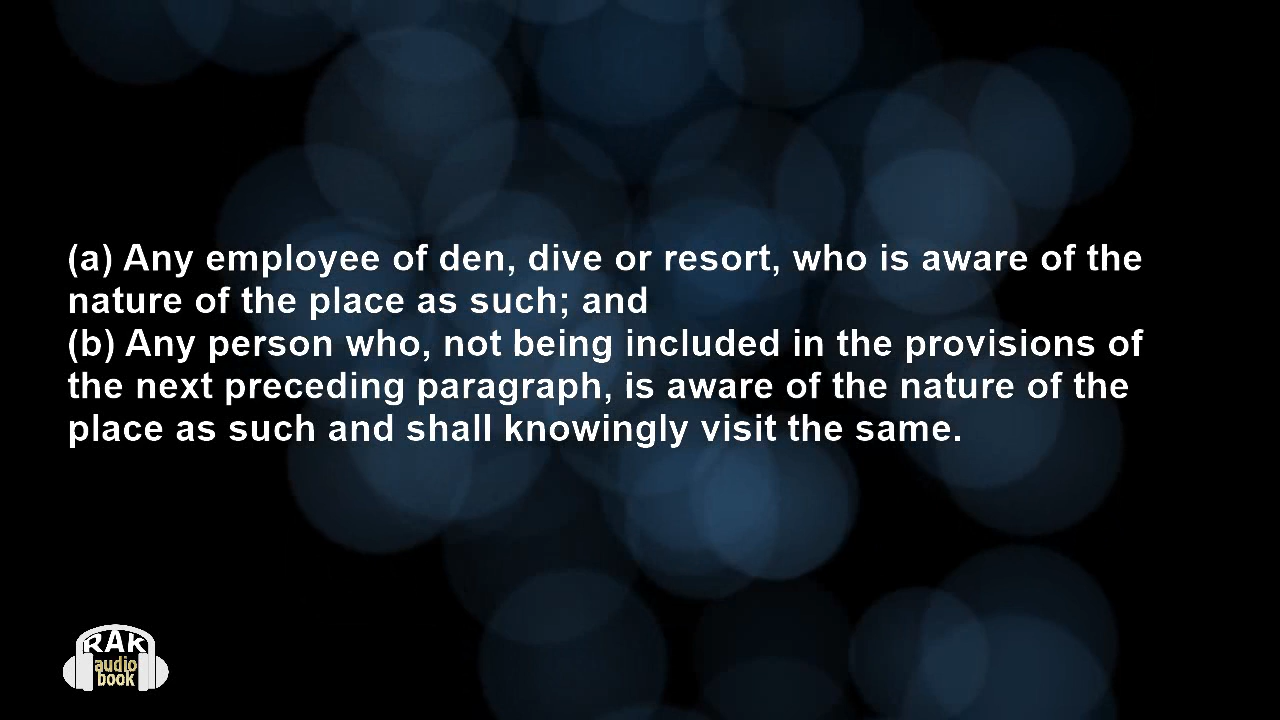 (a) Any employee of den, dive or resort, who is aware of the
nature of the place as such; and
(b) Any person who, not being included in the provisions of
the next preceding paragraph, is aware of the nature of the
place as such and shall knowingly visit the same.
RAK
audio
book